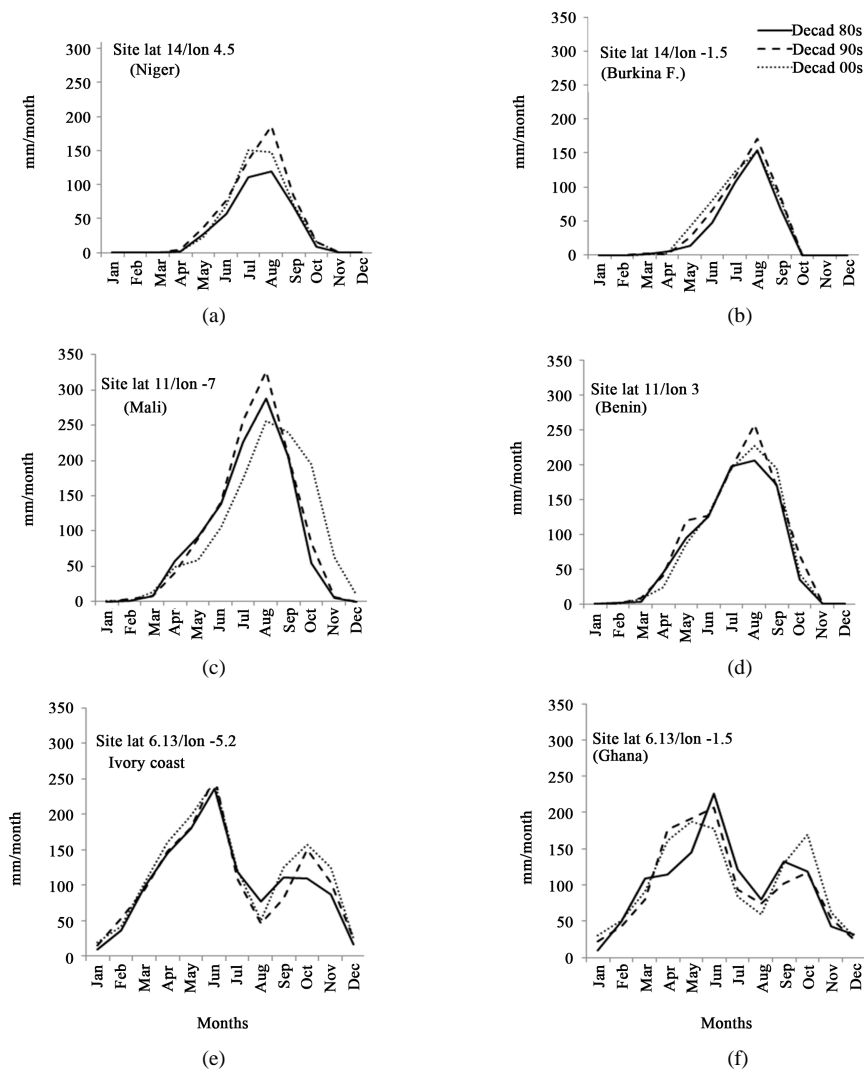 300
250
200
150
100
50
0
mm/month
Site lat 14/lon 4.5
(Niger)
Jan Feb Mar Apr May Jun Jul Aug Sep Oct Nov Dec
(a)
350
300
250
200
150
100
50
0
mm/month
Site lat 14/lon -1.5
(Burkina F.)
Decad 80s
Decad 90s
Decad 00s
Jan Feb Mar Apr May Jun Jul Aug Sep Oct Nov Dec
(b)
350
300
250
200
150
100
50
0
mm/month
Site lat 11/lon -7
(Mali)
Jan Feb Mar Apr May Jun Jul Aug Sep Oct Nov Dec
(c)
350
300
250
200
150
100
50
0
mm/month
Site lat 11/lon 3
(Benin)
Jan Feb Mar Apr May Jun Jul Aug Sep Oct Nov Dec
(d)
350
300
250
200
150
100
50
0
mm/month
Site lat 6.13/lon -5.2
Ivory coast
Jan Feb Mar Apr May Jun Jul Aug Sep Oct Nov Dec
Months
(e)
350
300
250
200
150
100
50
0
mm/month
Site lat 6.13/lon -1.5
(Ghana)
Jan Feb Mar Apr May Jun Jul Aug Sep Oct Nov Dec
Months
(f)